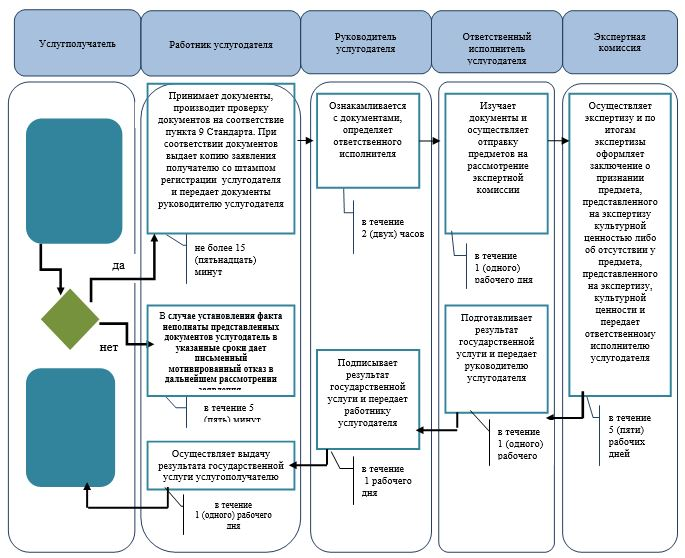 Услугполучатель
Работник услугодателя
Руководитель
услугодателя
Ответственный
исполнитель
услугодателя
Экспертная
комиссия
Принимает документы,
производит проверку
документов на соответствие
пункта 9 Стандарта. При
соответствии документов
выдает копию заявления
получателю со штампом
регистрации услугодателя
и передает документы
руководителю услугодателя
не более 15
(пятьнадцать)
минут
Ознакамливается
с документами,
определяет
ответственного
исполнителя
в течение
2 (двух) часов
Изучает
документы и
осуществляет
отправку
предметов на
рассмотрение
экспертной
комиссии
в течение
1 (одного)
рабочего дня
Осуществляет
экспертизу и по
итогам
экспертизы
оформляет
заключение о
признании
предмета,
представленного
на экспертизу
культурной
ценностью либо
об отсутствии у
предмета,
представленного
на экспертизу,
культурной
ценности и
передает
ответственному
исполнителю
услугодателя
в течение
5 (пяти)
рабочих
дней
да
нет
В случае установления факта
неполнаты представленных
документов услугодатель в
указанные сроки дает
письменный
мотивированный отказ в
дальнейшем рассмотрении
в течение 5
(пять) минут
Подготавливает
результат
государственной
услуги и передает
руководителю
услугодателя
в течение
1 (одного)
рабочего
Подписывает
результат
государственной
услуги и передает
работнику
услугодателя
в течение
1 рабочего
дня
Осуществляет выдачу
результата государственной
услуги услугополучателю
в течение
1 (одного) рабочего
дня